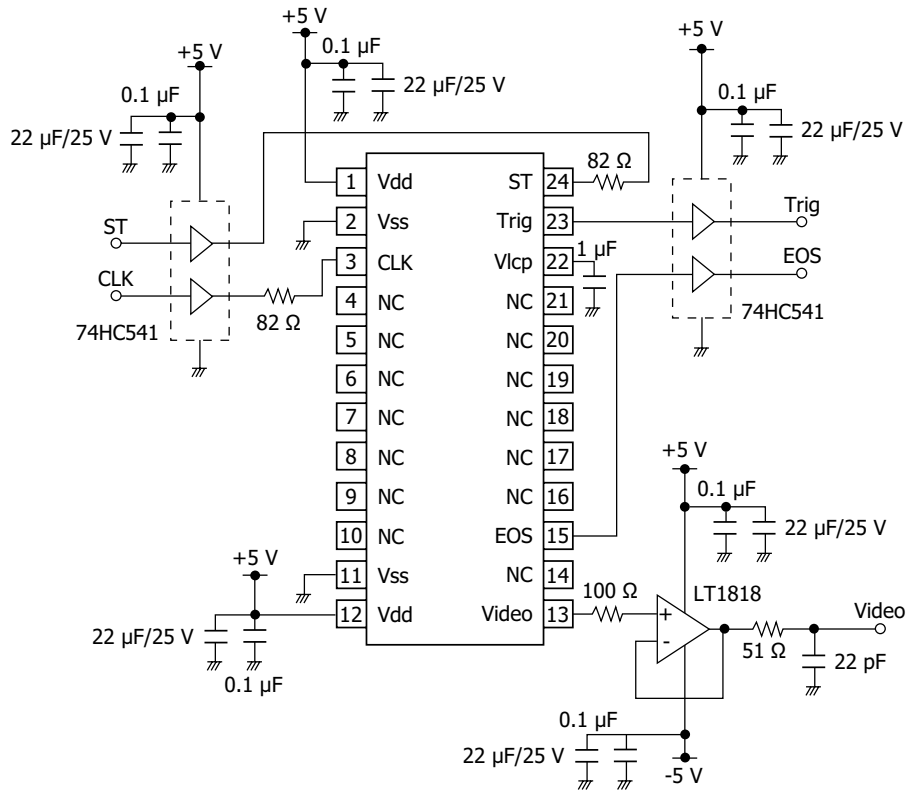 +5 V
0.1 µF
22 µF/25 V
+5 V
0.1 µF
22 µF/25 V
+5 V
0.1 µF
22 µF/25 V
ST
CLK
74HC541
82 Ω
82 Ω
1 µF
Trig
EOS
74HC541
1 Vdd
2 Vss
3 CLK
4 NC
5 NC
6 NC
7 NC
8 NC
9 NC
10 NC
11 Vss
12 Vdd
ST 24
Trig 23
Vlcp 22
NC 21
NC 20
NC 19
NC 18
NC 17
NC 16
EOS 15
NC 14
Video 13
+5 V
22 µF/25 V
0.1 µF
+5 V
0.1 µF
22 µF/25 V
100 Ω
LT1818
+
-
51 Ω
Video
22 pF
0.1 µF
22 µF/25 V
-5 V